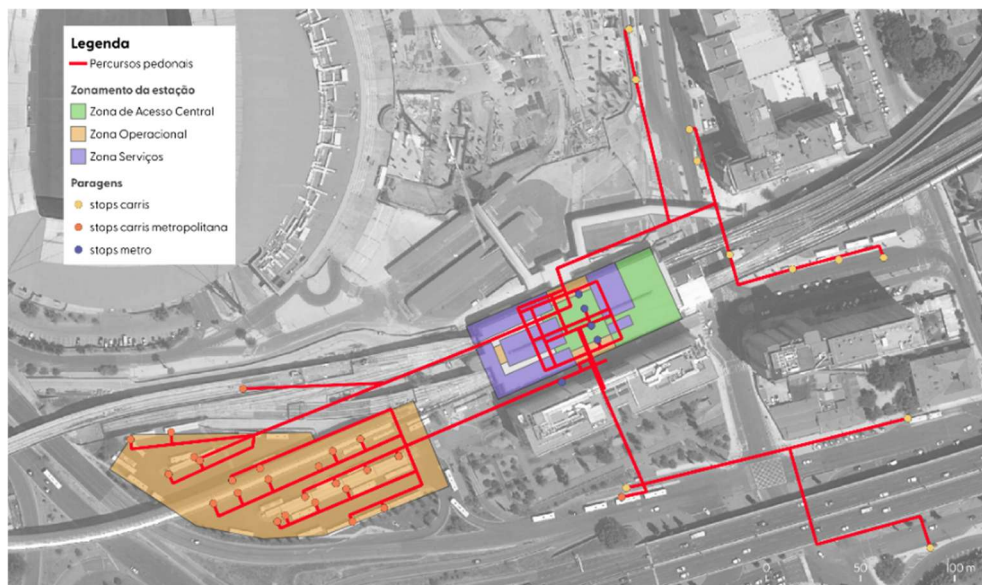 Legenda
Percursos pedonais
Zonamento da estação
Zona de Acesso Central
Zona Operacional
Zona Serviços
Paragens
stops carris
stops carris metropolitana
stops metro
0 50 100 m